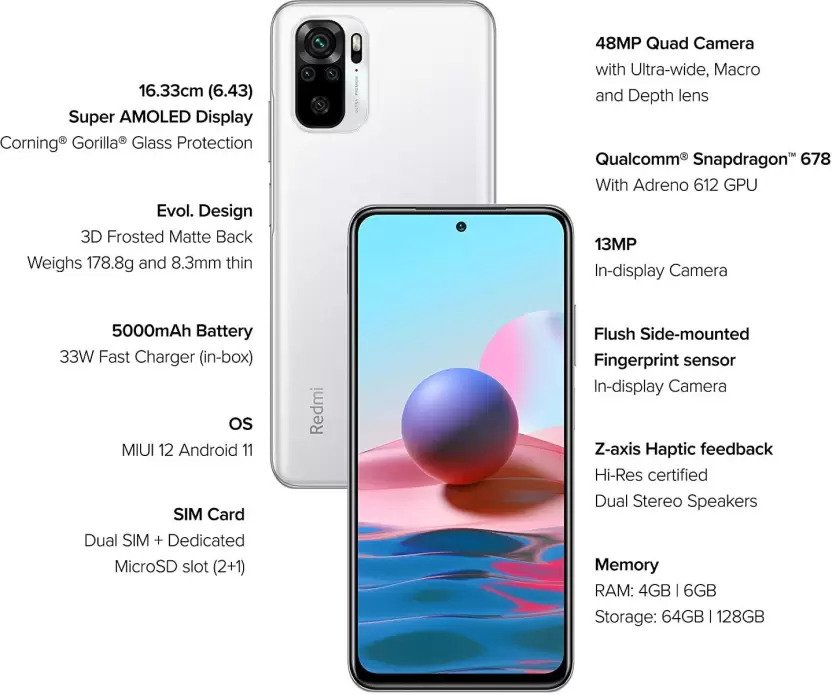 16.33cm (6.43)
Super AMOLED Display
Corning® Gorilla® Glass Protection
Evol. Design
3D Frosted Matte Back
Weighs 178.8g and 8.3mm thin
5000mAh Battery
33W Fast Charger (in-box)
OS
MIUI 12 Android 11
SIM Card
Dual SIM + Dedicated
MicroSD slot (2+1)
Redmi
48MP Quad Camera
with Ultra-wide, Macro
and Depth lens
Qualcomm® Snapdragon™ 678
With Adreno 612 GPU
13MP
In-display Camera
Flush Side-mounted
Fingerprint sensor
In-display Camera
Z-axis Haptic feedback
Hi-Res certified
Dual Stereo Speakers
Memory
RAM: 4GB | 6GB
Storage: 64GB | 128GB